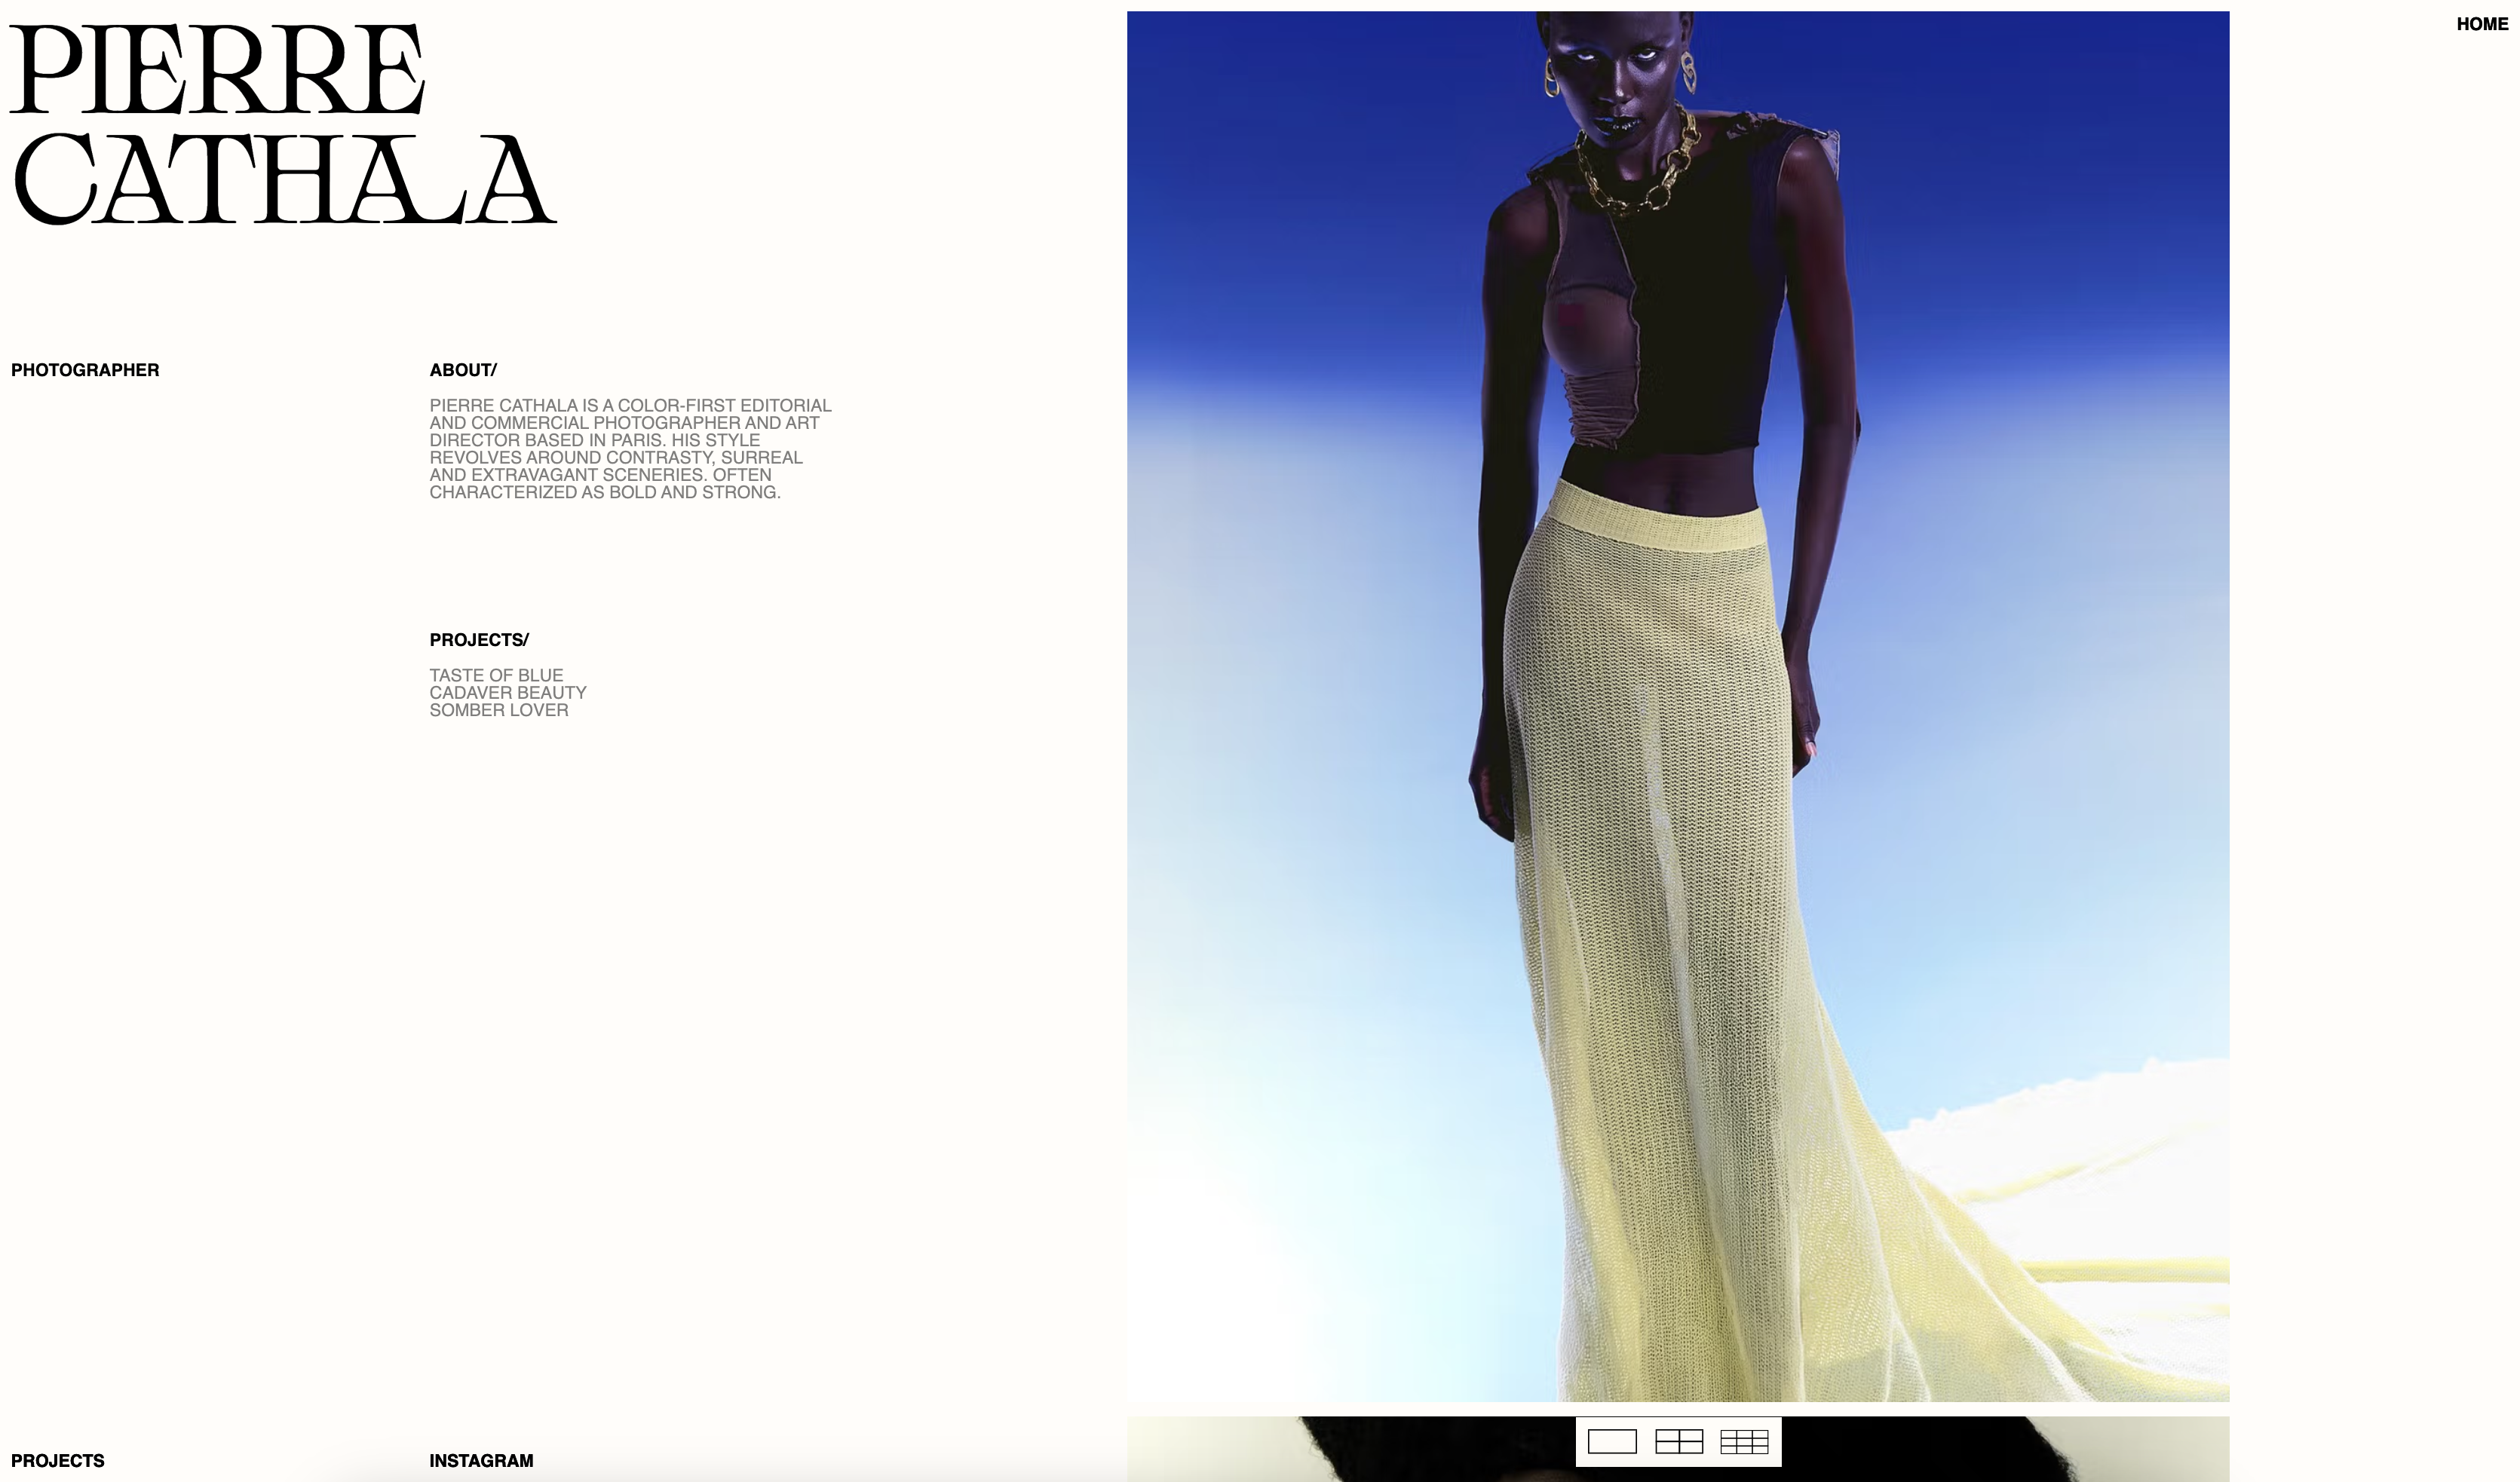 PIERRE
CATHALA
HOME
PHOTOGRAPHER
ABOUT/
PIERRE CATHALA IS A COLOR-FIRST EDITORIAL
AND COMMERCIAL PHOTOGRAPHER AND ART
DIRECTOR BASED IN PARIS. HIS STYLE
REVOLVES AROUND CONTRASTY, SURREAL
AND EXTRAVAGANT SCENERIES. OFTEN
CHARACTERIZED AS BOLD AND STRONG.
PROJECTS/
TASTE OF BLUE
CADAVER BEAUTY
SOMBER LOVER
PROJECTS
INSTAGRAM